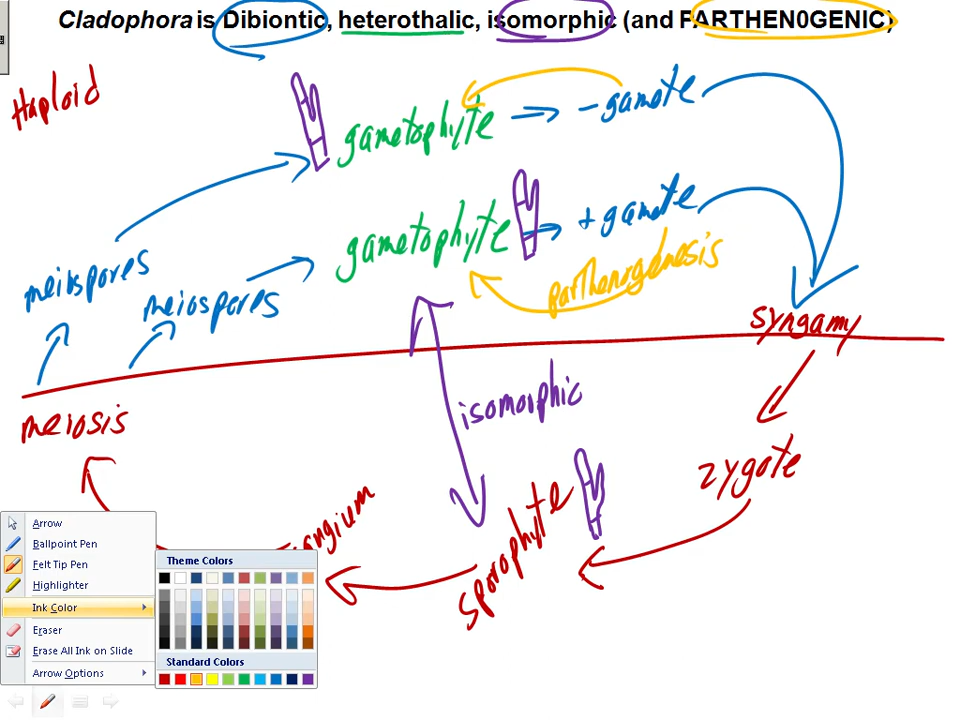 Cladophora is Dibiontic, heterothalic, isomorphic (and FARTHEN0GENIC)
Haploid
gametophyte → - gamete
gametophyte → + gamete
parthenogenesis
meiospores
meiospores
syngamy
meiosis
isomorphic
zygote
sporophyte
angium
Arrow
Ballpoint Pen
Felt Tip Pen
Highlighter
Ink Color
Eraser
Erase All Ink on Slide
Arrow Options
Theme Colors
Standard Colors